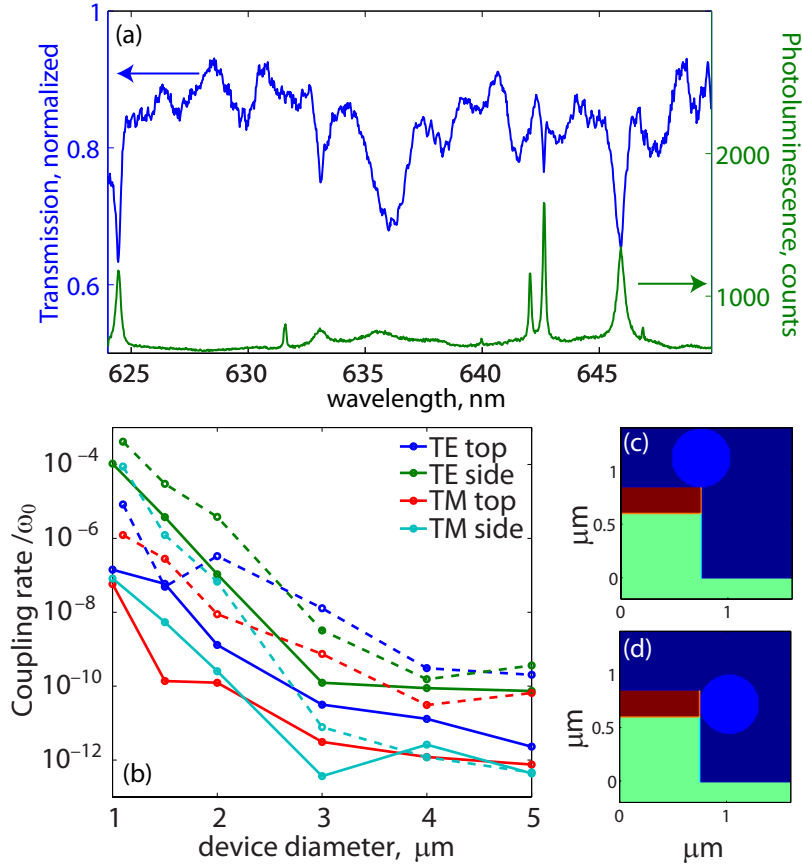 (a)
Transmission, normalized
1
0.8
0.6
Photoluminescence, counts
2000
1000
625 630 635 640 645
wavelength, nm
(b)
Coupling rate /ω₀
10⁻⁴
10⁻⁶
10⁻⁸
10⁻¹⁰
10⁻¹²
TE top
TE side
TM top
TM side
1 2 3 4 5
device diameter, μm
(c)
μm
1
0.5
0
0 1
(d)
μm
1
0.5
0
0 1
μm